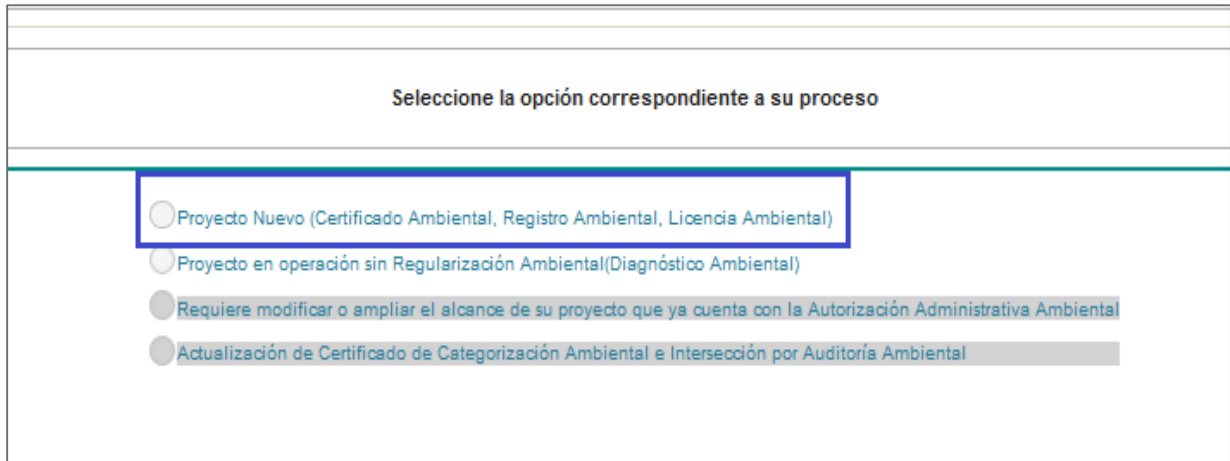 Seleccione la opción correspondiente a su proceso
Proyecto Nuevo (Certificado Ambiental, Registro Ambiental, Licencia Ambiental)
Proyecto en operación sin Regularización Ambiental(Diagnóstico Ambiental)
Requiere modificar o ampliar el alcance de su proyecto que ya cuenta con la Autorización Administrativa Ambiental
Actualización de Certificado de Categorización Ambiental e Intersección por Auditoría Ambiental